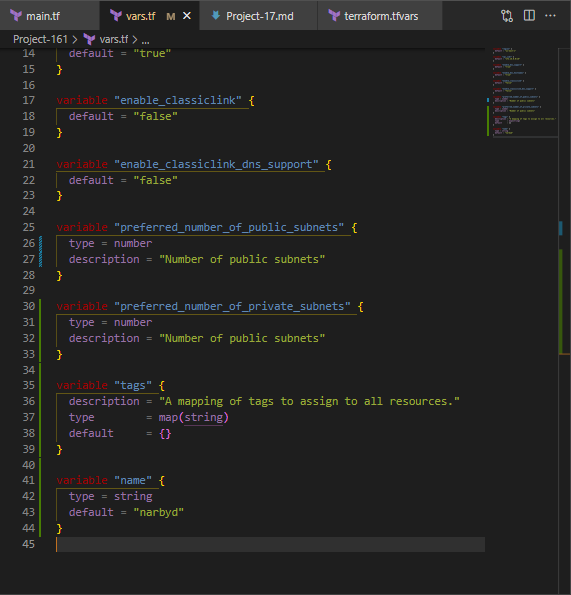 main.tf
vars.tf M ×
Project-17.md
terraform.tfvars
Project-161 > vars.tf > ...
14 default = "true"
15 }
16
17 variable "enable_classiclink" {
18 default = "false"
19 }
20
21 variable "enable_classiclink_dns_support" {
22 default = "false"
23 }
24
25 variable "preferred_number_of_public_subnets" {
26 type = number
27 description = "Number of public subnets"
28 }
29
30 variable "preferred_number_of_private_subnets" {
31 type = number
32 description = "Number of public subnets"
33 }
34
35 variable "tags" {
36 description = "A mapping of tags to assign to all resources."
37 type        = map(string)
38 default     = {}
39 }
40
41 variable "name" {
42 type = string
43 default = "narbyd"
44 }
45